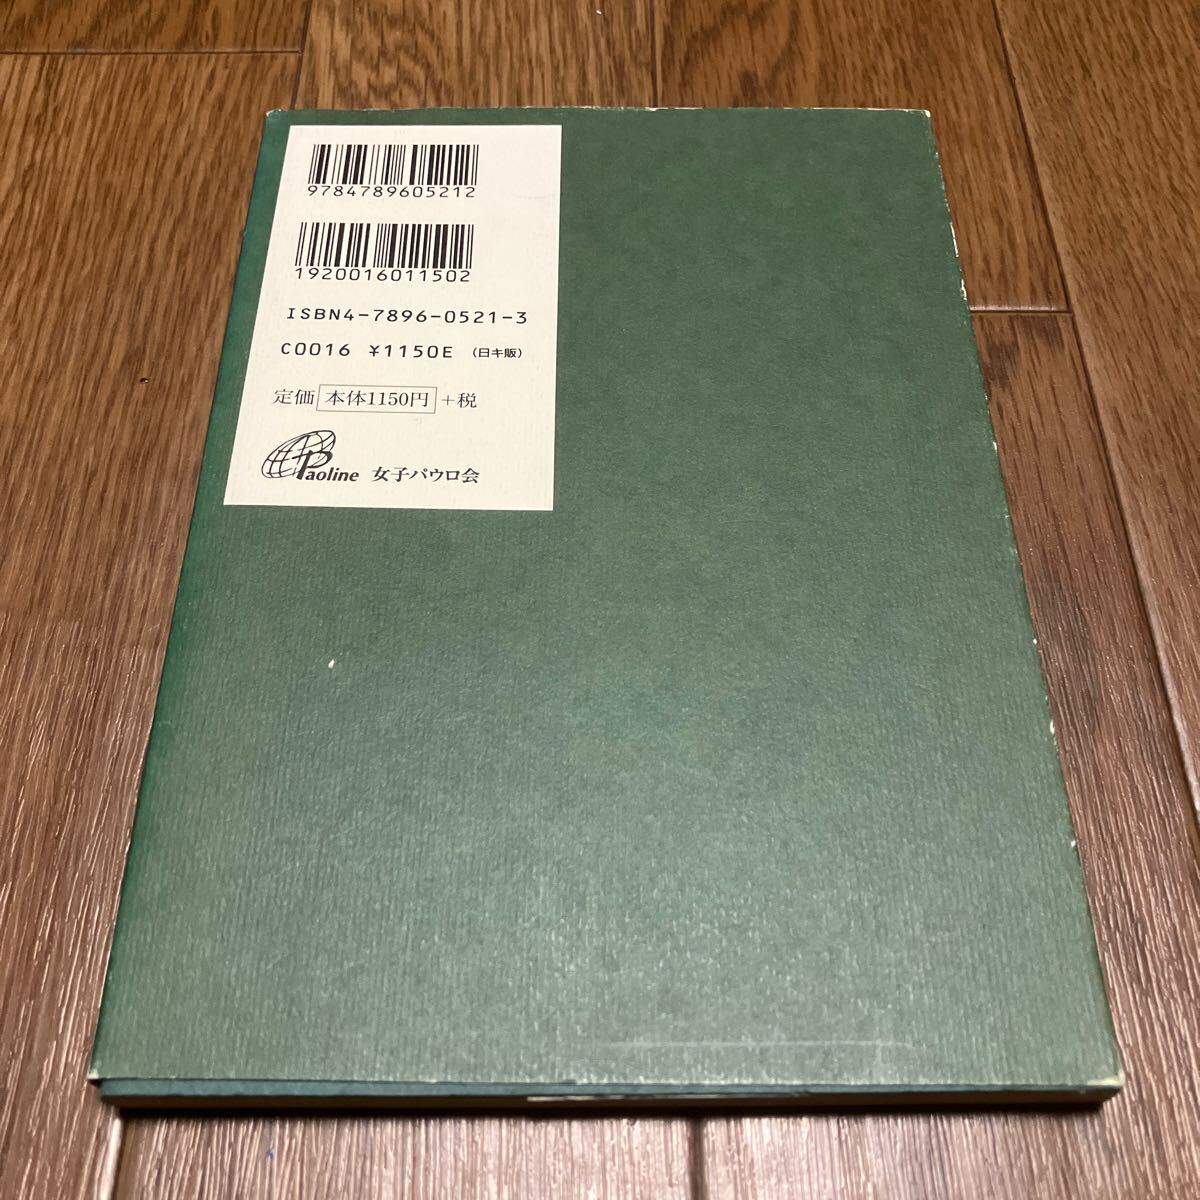 9784789605212
1920016011502
ISBN4-7896-0521-3
C0016 ¥1150E (日キ販)
定価 本体1150円 +税
Paoline 女子パウロ会